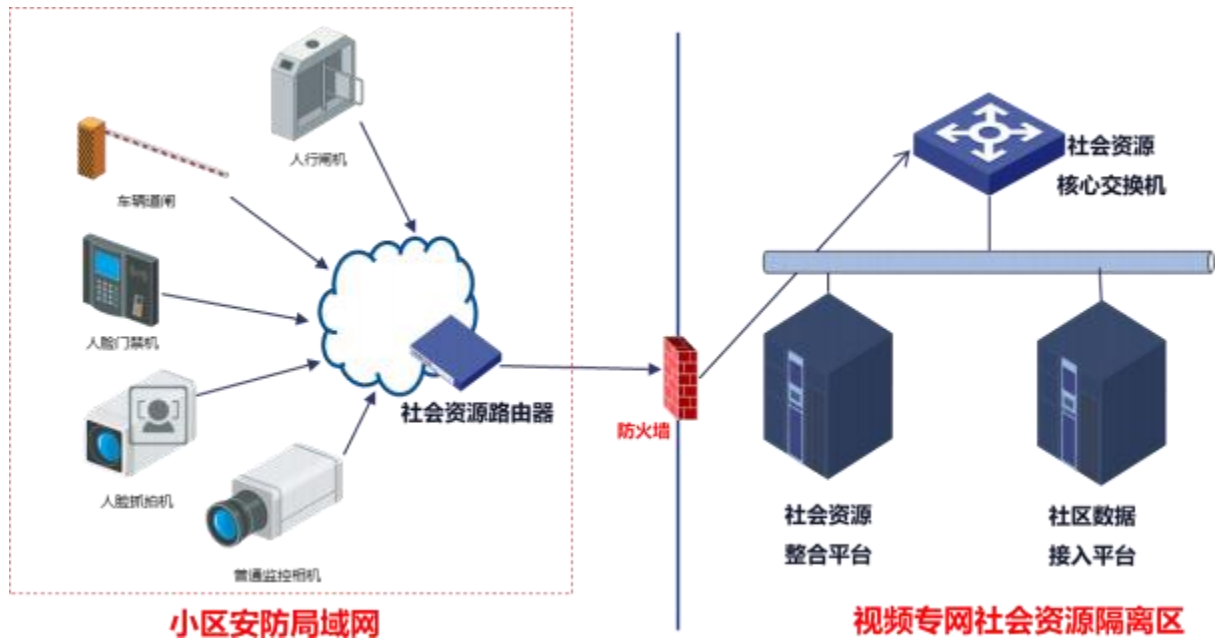 人行闸机
车辆道闸
人脸门禁机
人脸抓拍机
普通监控相机
社会资源路由器
小区安防局域网
防火墙
社会资源
核心交换机
社会资源
整合平台
社区数据
接入平台
视频专网社会资源隔离区